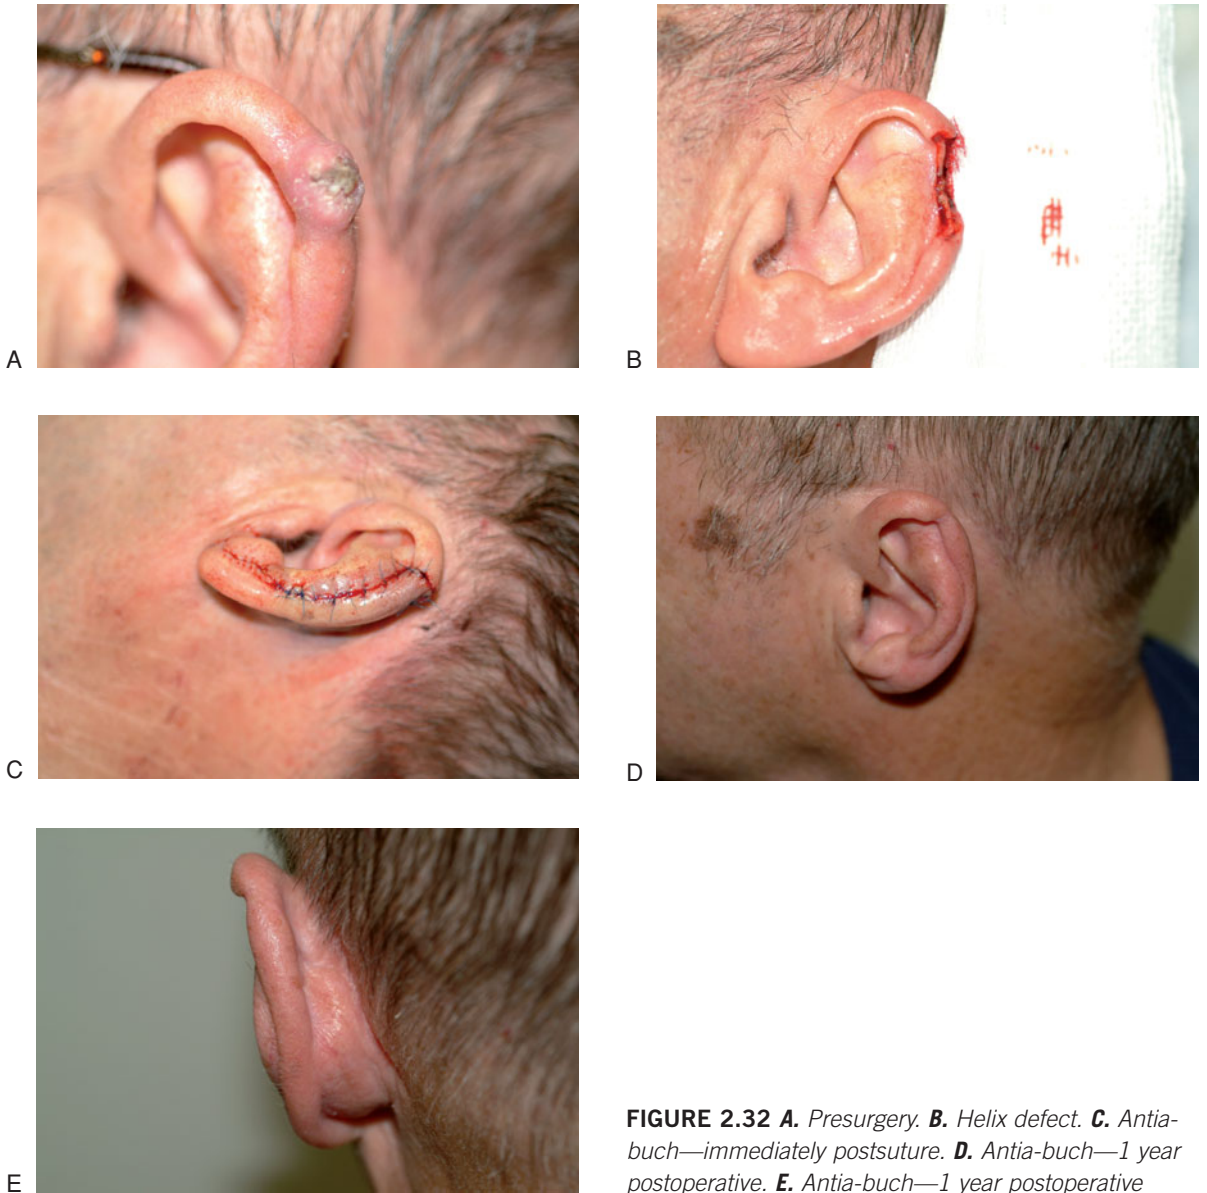 A
B
C
D
E
FIGURE 2.32 A. Presurgery. B. Helix defect. C. Antia-
buch—immediately postsuture. D. Antia-buch—1 year
postoperative. E. Antia-buch—1 year postoperative